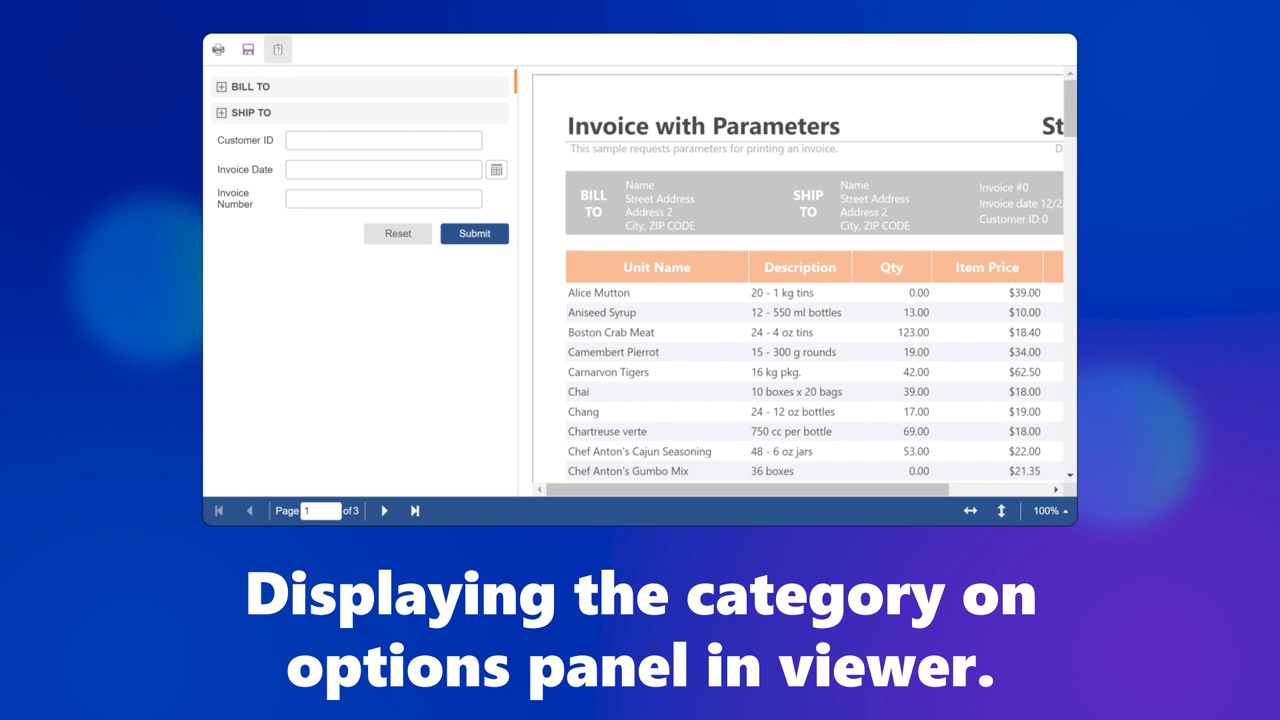 BILL TO
SHIP TO
Customer ID
Invoice Date
Invoice
Number
Reset
Submit
Invoice with Parameters
St
This sample requests parameters for printing an invoice.
D
BILL
TO
Name
Street Address
Address 2
City, ZIP CODE
SHIP
TO
Name
Street Address
Address 2
City, ZIP CODE
Invoice #0
Invoice date 12/2
Customer ID 0
Unit Name Description Qty Item Price
Alice Mutton 20 - 1 kg tins 0.00 $39.00
Aniseed Syrup 12 - 550 ml bottles 13.00 $10.00
Boston Crab Meat 24 - 4 oz tins 123.00 $18.40
Camembert Pierrot 15 - 300 g rounds 19.00 $34.00
Carnarvon Tigers 16 kg pkg. 42.00 $62.50
Chai 10 boxes x 20 bags 39.00 $18.00
Chang 24 - 12 oz bottles 17.00 $19.00
Chartreuse verte 750 cc per bottle 69.00 $18.00
Chef Anton's Cajun Seasoning 48 - 6 oz jars 53.00 $22.00
Chef Anton's Gumbo Mix 36 boxes 0.00 $21.35
Page 1 of 3
100%
Displaying the category on
options panel in viewer.